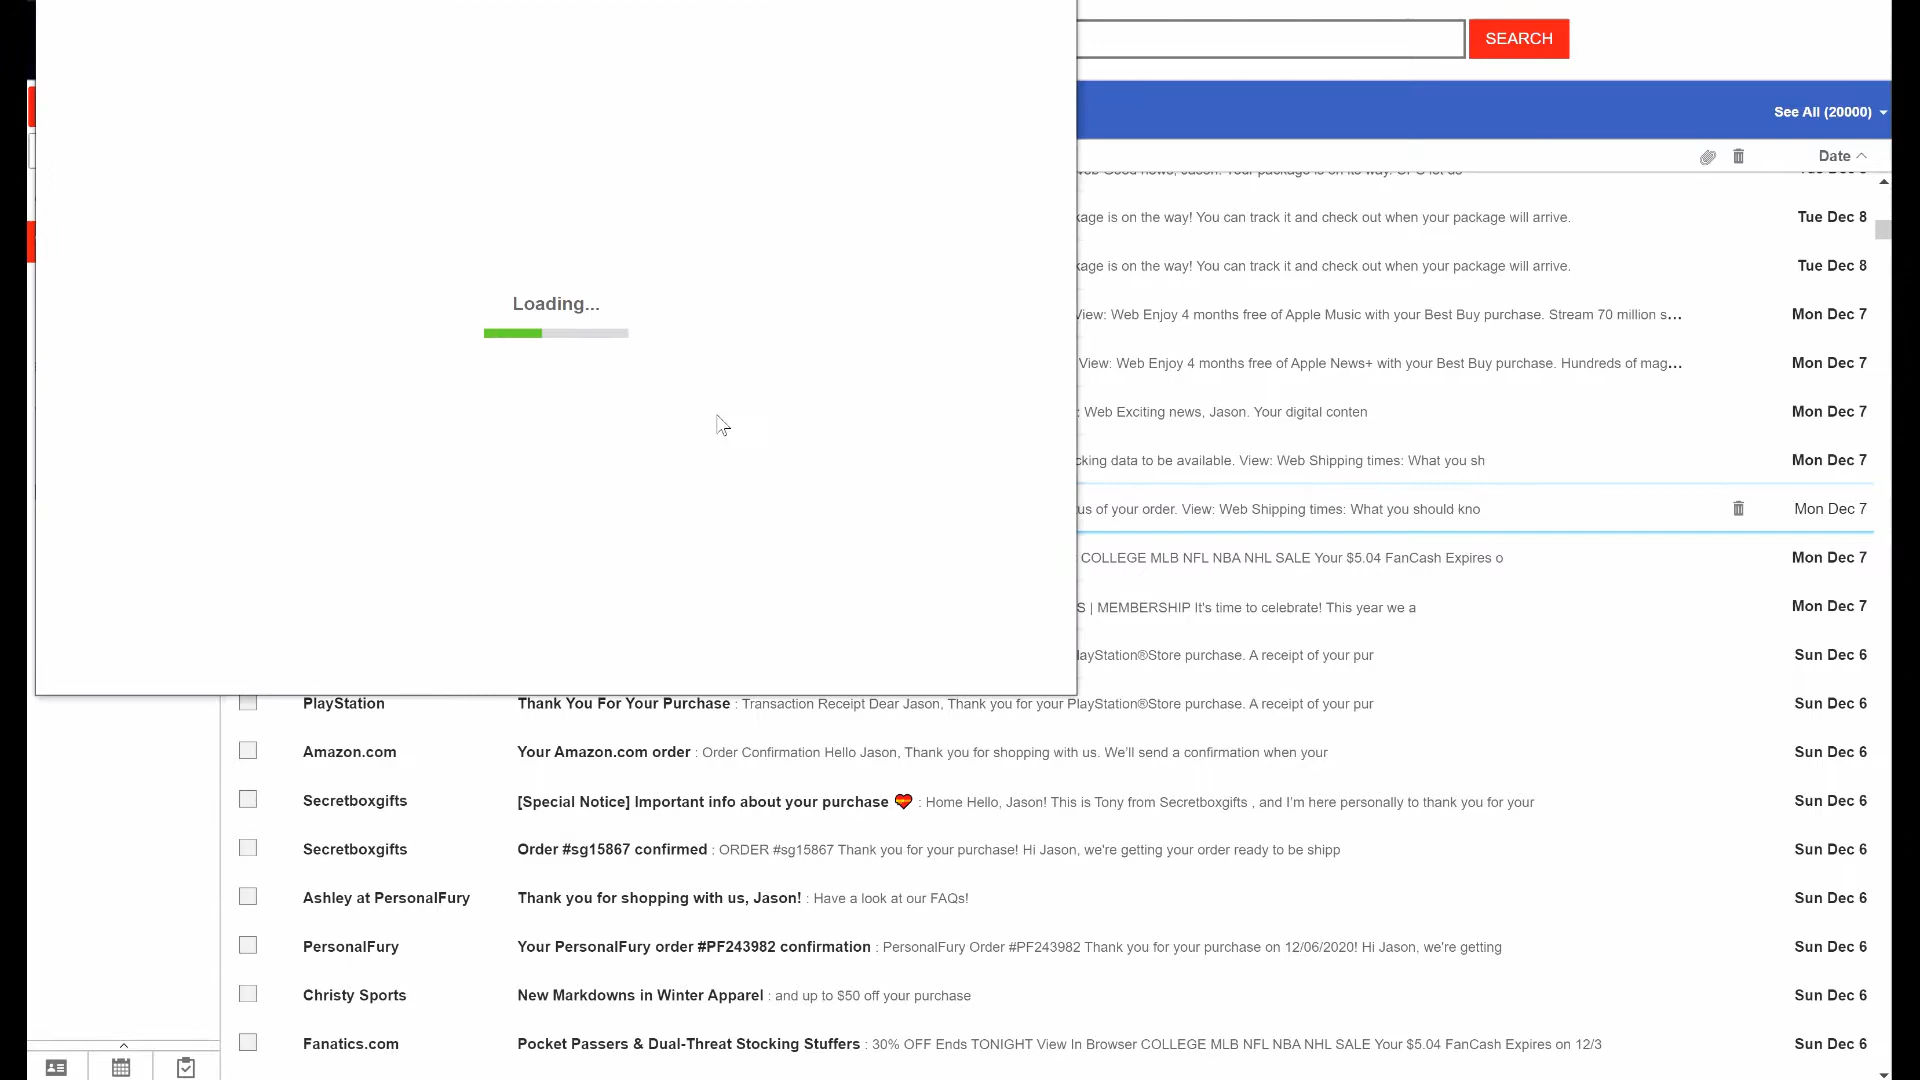 SEARCH
See All (20000)
Date
kage is on the way! You can track it and check out when your package will arrive. Tue Dec 8
kage is on the way! You can track it and check out when your package will arrive. Tue Dec 8
View: Web Enjoy 4 months free of Apple Music with your Best Buy purchase. Stream 70 million s... Mon Dec 7
View: Web Enjoy 4 months free of Apple News+ with your Best Buy purchase. Hundreds of mag... Mon Dec 7
: Web Exciting news, Jason. Your digital conten Mon Dec 7
cking data to be available. View: Web Shipping times: What you sh Mon Dec 7
us of your order. View: Web Shipping times: What you should kno Mon Dec 7
COLLEGE MLB NFL NBA NHL SALE Your $5.04 FanCash Expires o Mon Dec 7
S | MEMBERSHIP It's time to celebrate! This year we a Mon Dec 7
layStation®Store purchase. A receipt of your pur Sun Dec 6
Loading...
PlayStation Thank You For Your Purchase : Transaction Receipt Dear Jason, Thank you for your PlayStation®Store purchase. A receipt of your pur Sun Dec 6
Amazon.com Your Amazon.com order : Order Confirmation Hello Jason, Thank you for shopping with us. We'll send a confirmation when your Sun Dec 6
Secretboxgifts [Special Notice] Important info about your purchase : Home Hello, Jason! This is Tony from Secretboxgifts , and I'm here personally to thank you for your Sun Dec 6
Secretboxgifts Order #sg15867 confirmed : ORDER #sg15867 Thank you for your purchase! Hi Jason, we're getting your order ready to be shipp Sun Dec 6
Ashley at PersonalFury Thank you for shopping with us, Jason! : Have a look at our FAQs! Sun Dec 6
PersonalFury Your PersonalFury order #PF243982 confirmation : PersonalFury Order #PF243982 Thank you for your purchase on 12/06/2020! Hi Jason, we're getting Sun Dec 6
Christy Sports New Markdowns in Winter Apparel : and up to $50 off your purchase Sun Dec 6
Fanatics.com Pocket Passers & Dual-Threat Stocking Stuffers : 30% OFF Ends TONIGHT View In Browser COLLEGE MLB NFL NBA NHL SALE Your $5.04 FanCash Expires on 12/3 Sun Dec 6